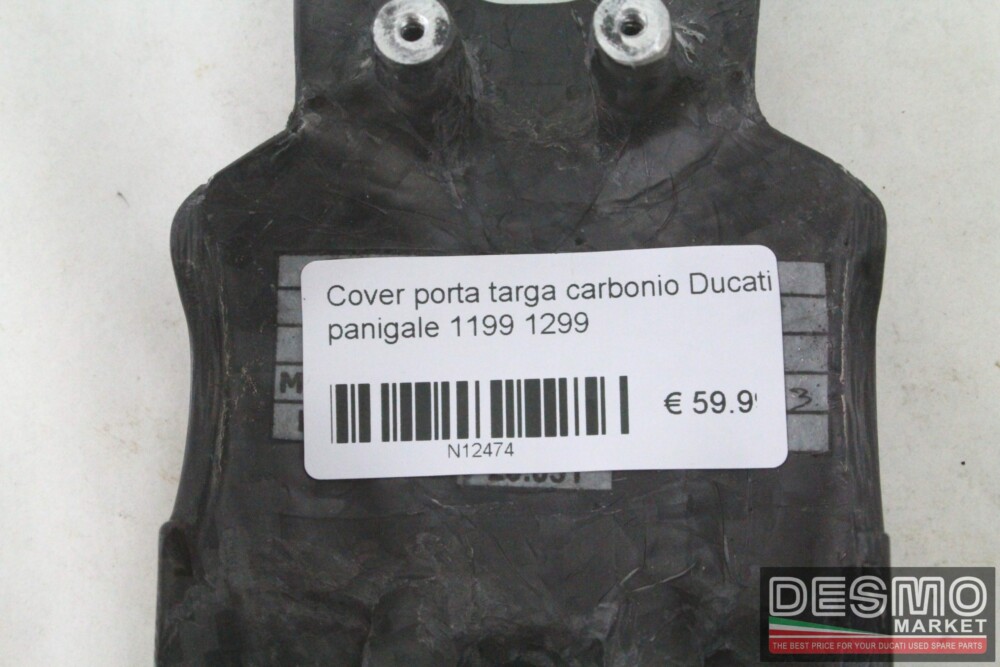 Cover porta targa carbonio Ducati
panigale 1199 1299
€ 59.9
N12474
DESMO
MARKET
THE BEST PRICE FOR YOUR DUCATI USED SPARE PARTS